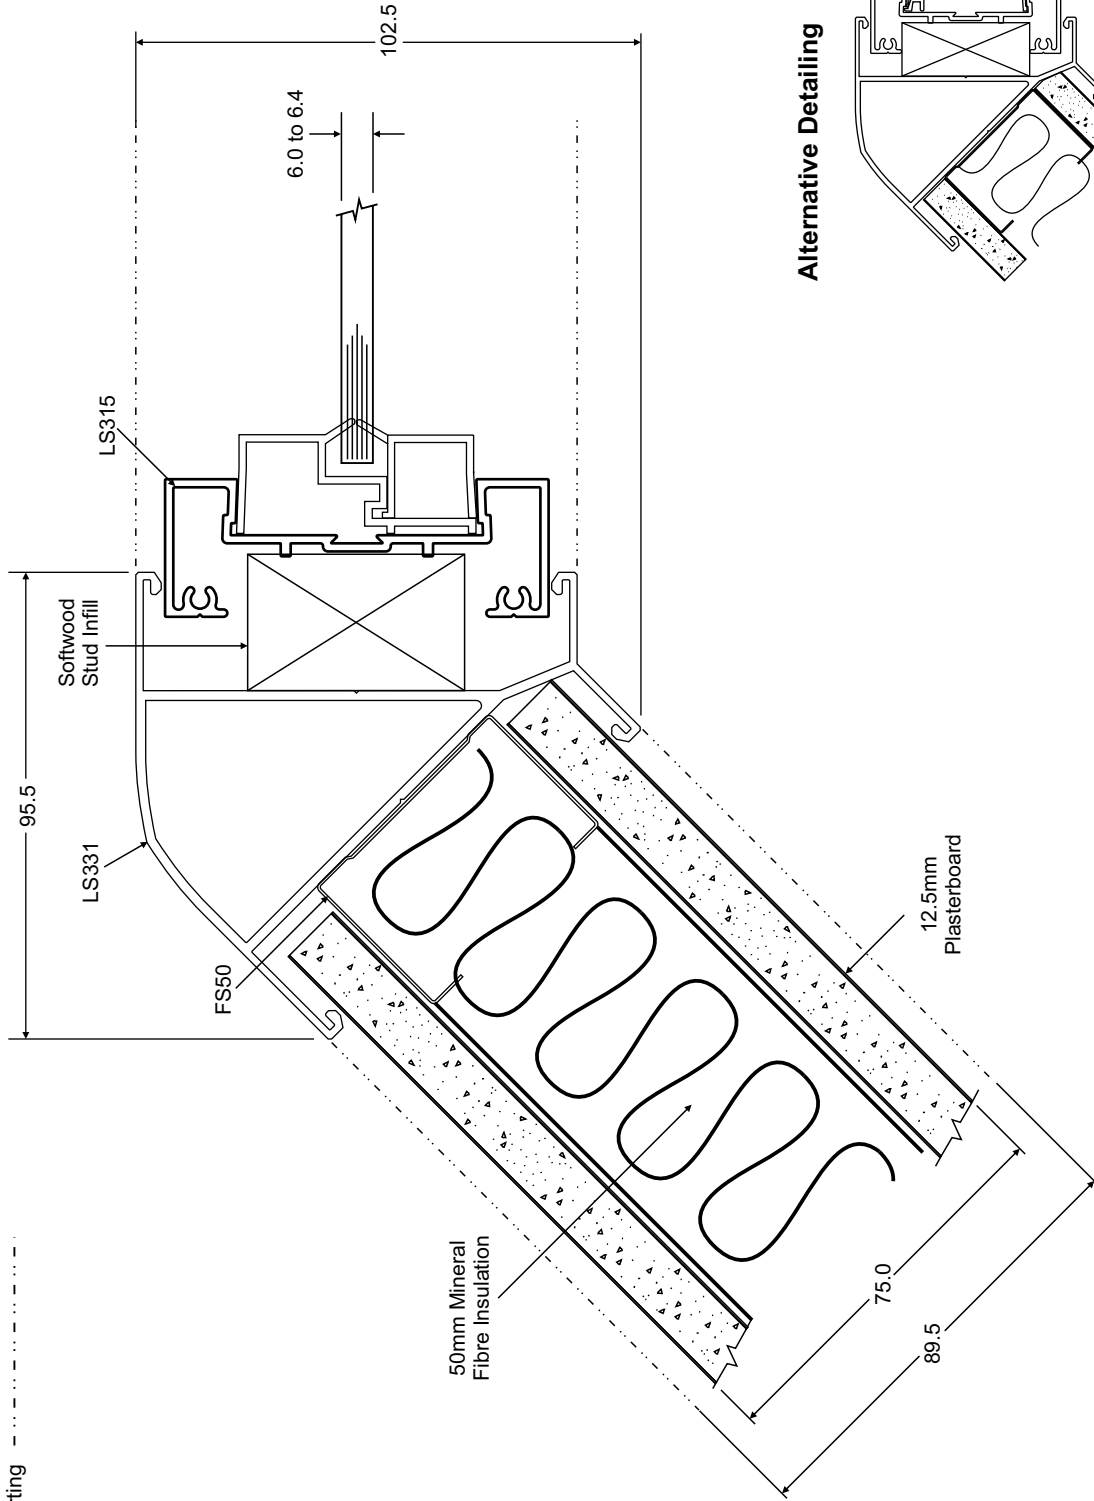 102.5
6.0 to 6.4
Alternative Detailing
LS315
Softwood
Stud Infill
95.5
LS331
FS50
12.5mm
Plasterboard
50mm Mineral
Fibre Insulation
75.0
89.5